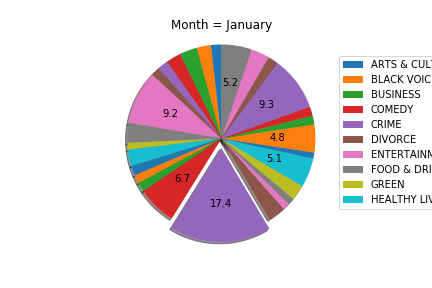 Month = January
5.2
9.3
4.8
5.1
17.4
6.7
9.2
ARTS & CULT
BLACK VOIC
BUSINESS
COMEDY
CRIME
DIVORCE
ENTERTAINM
FOOD & DRI
GREEN
HEALTHY LIV